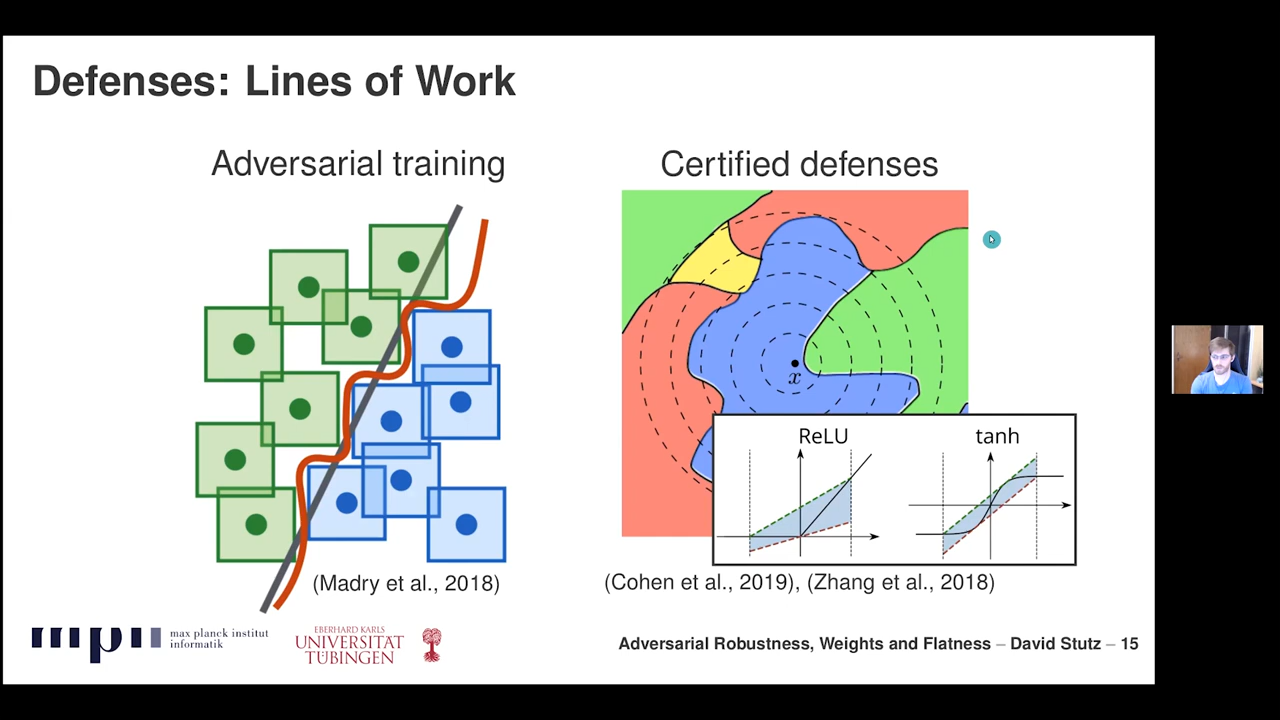 Defenses: Lines of Work
Adversarial training
Certified defenses
x
ReLU
tanh
(Madry et al., 2018)
(Cohen et al., 2019), (Zhang et al., 2018)
mpi
max planck institut
informatik
EBERHARD KARLS
UNIVERSITÄT
TÜBINGEN
Adversarial Robustness, Weights and Flatness – David Stutz – 15